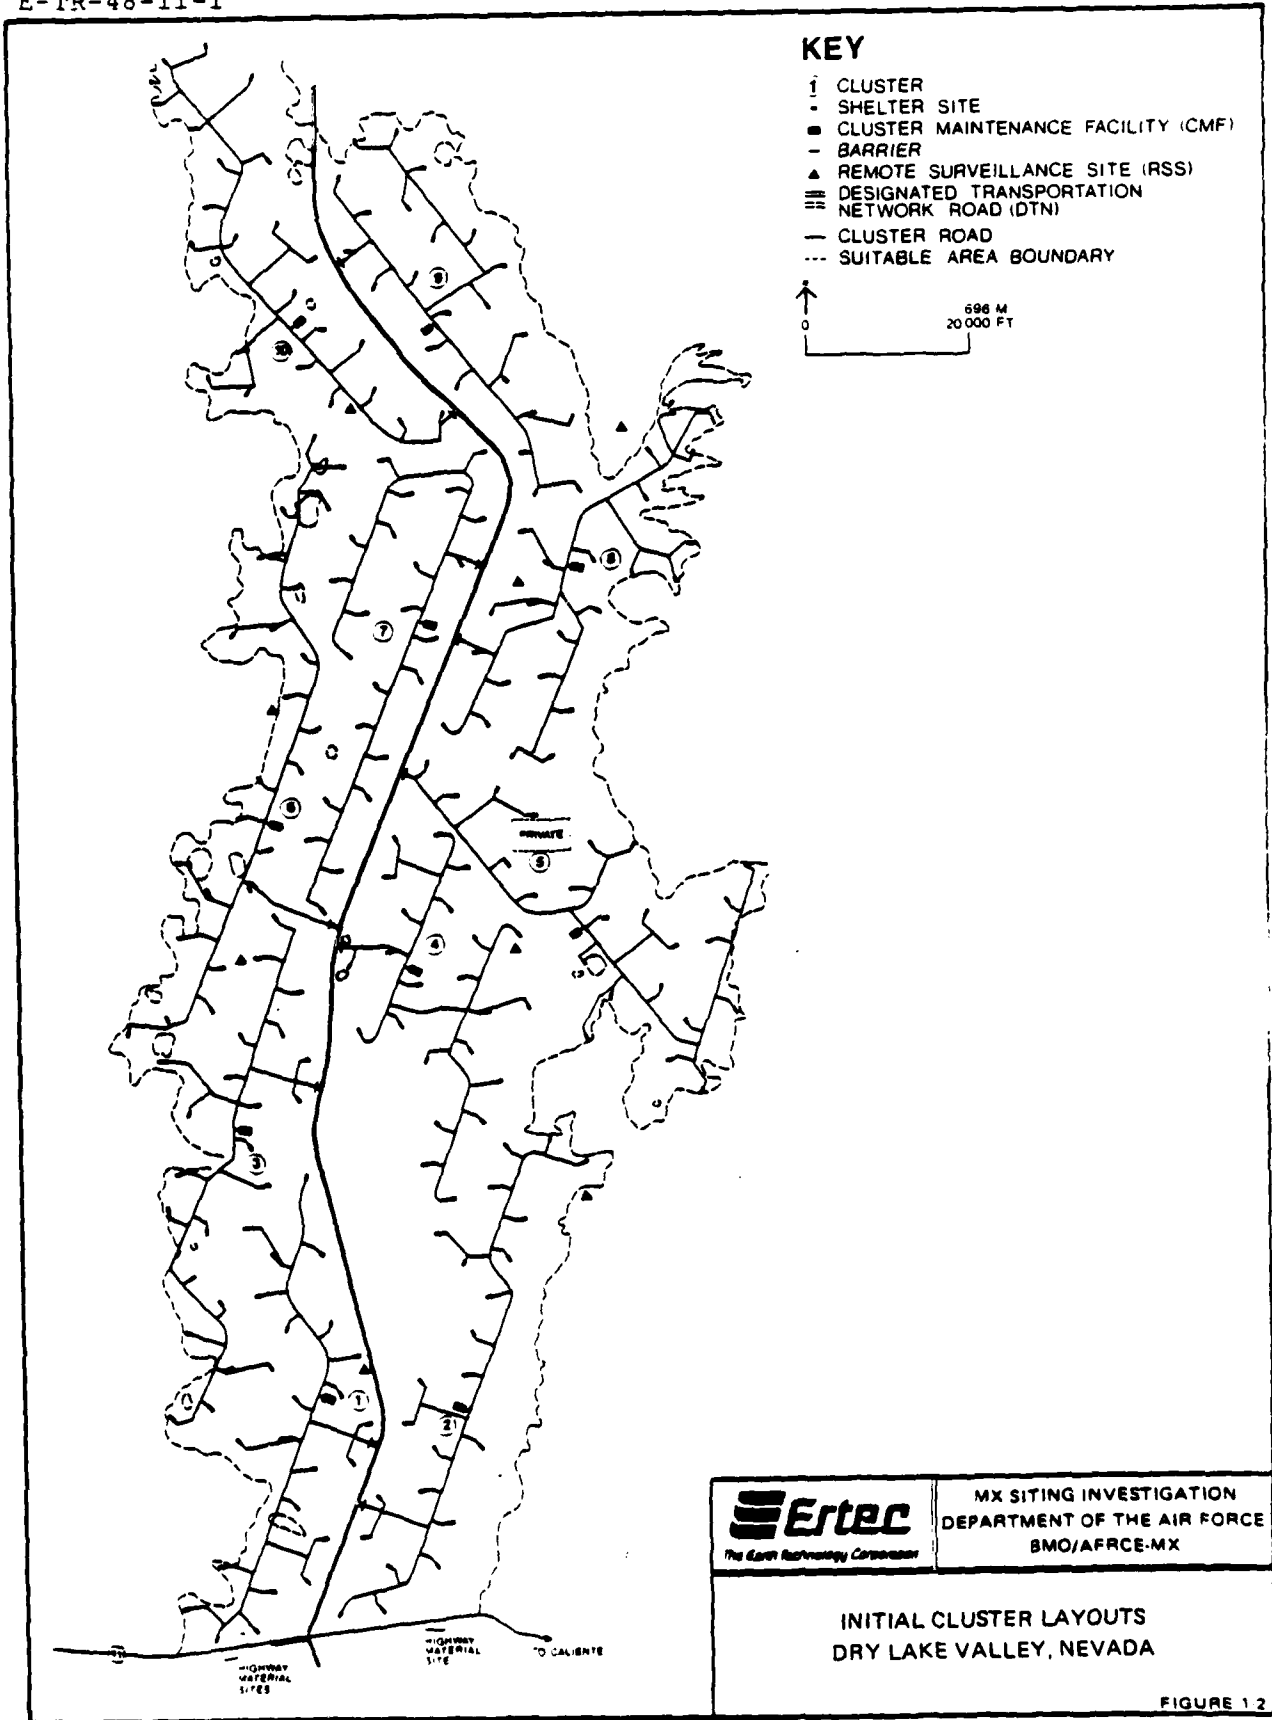 E-TR-48-11-1
KEY
1 CLUSTER
SHELTER SITE
CLUSTER MAINTENANCE FACILITY (CMF)
BARRIER
REMOTE SURVEILLANCE SITE (RSS)
DESIGNATED TRANSPORTATION
NETWORK ROAD (DTN)
CLUSTER ROAD
SUITABLE AREA BOUNDARY
0
696 M
20 000 FT
9
10
8
7
6
PRIVATE
5
4
3
1
2
HIGHWAY
MATERIAL
SITES
HIGHWAY
MATERIAL
SITE
TO CALIENTE
Ertec
The Earth Technology Corporation
MX SITING INVESTIGATION
DEPARTMENT OF THE AIR FORCE
BMO/AFRCE-MX
INITIAL CLUSTER LAYOUTS
DRY LAKE VALLEY, NEVADA
FIGURE 1-2